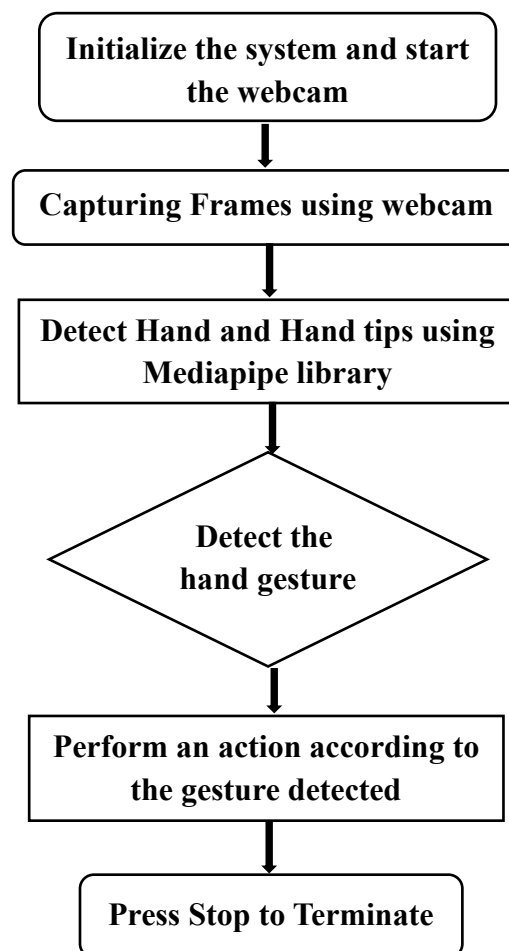 Initialize the system and start
the webcam
Capturing Frames using webcam
Detect Hand and Hand tips using
Mediapipe library
Detect the
hand gesture
Perform an action according to
the gesture detected
Press Stop to Terminate